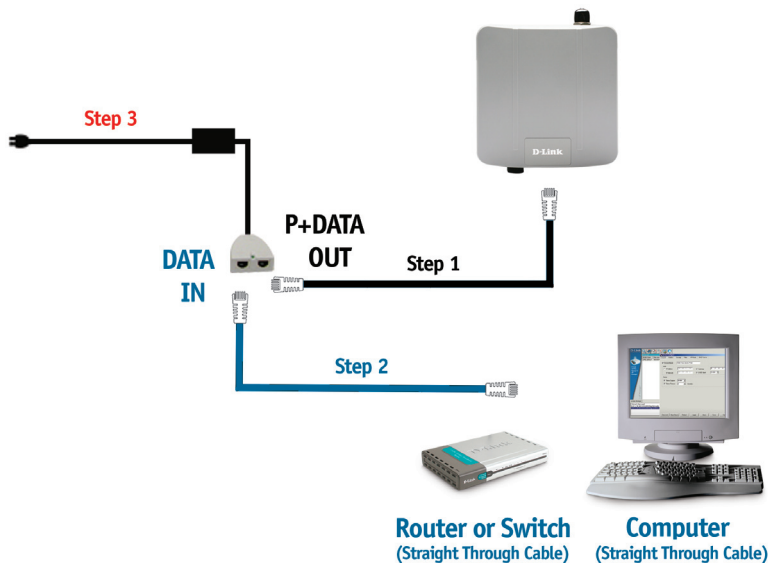 Step 3
D-Link
P+DATA
OUT
DATA
IN
Step 1
Step 2
Router or Switch
(Straight Through Cable)
Computer
(Straight Through Cable)